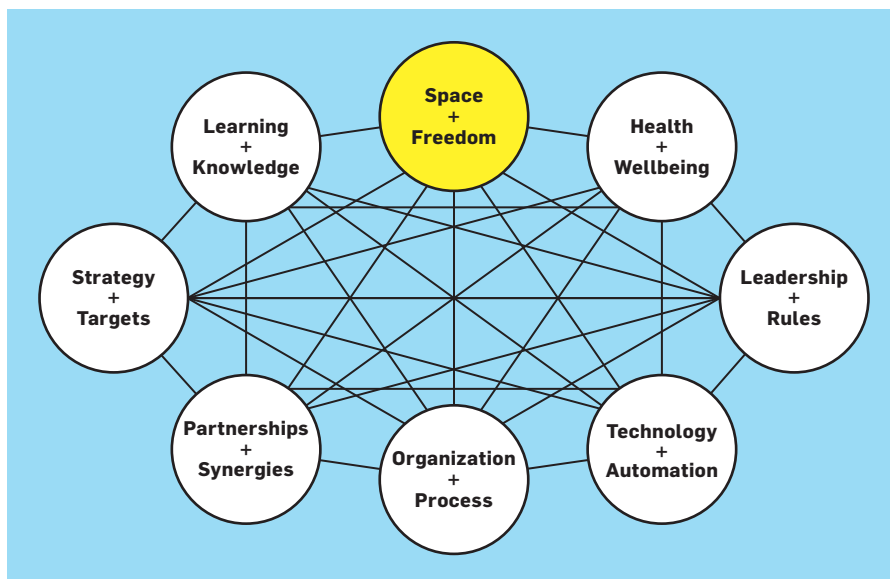 Space
+
Freedom
Learning
+
Knowledge
Health
+
Wellbeing
Strategy
+
Targets
Leadership
+
Rules
Partnerships
+
Synergies
Organization
+
Process
Technology
+
Automation